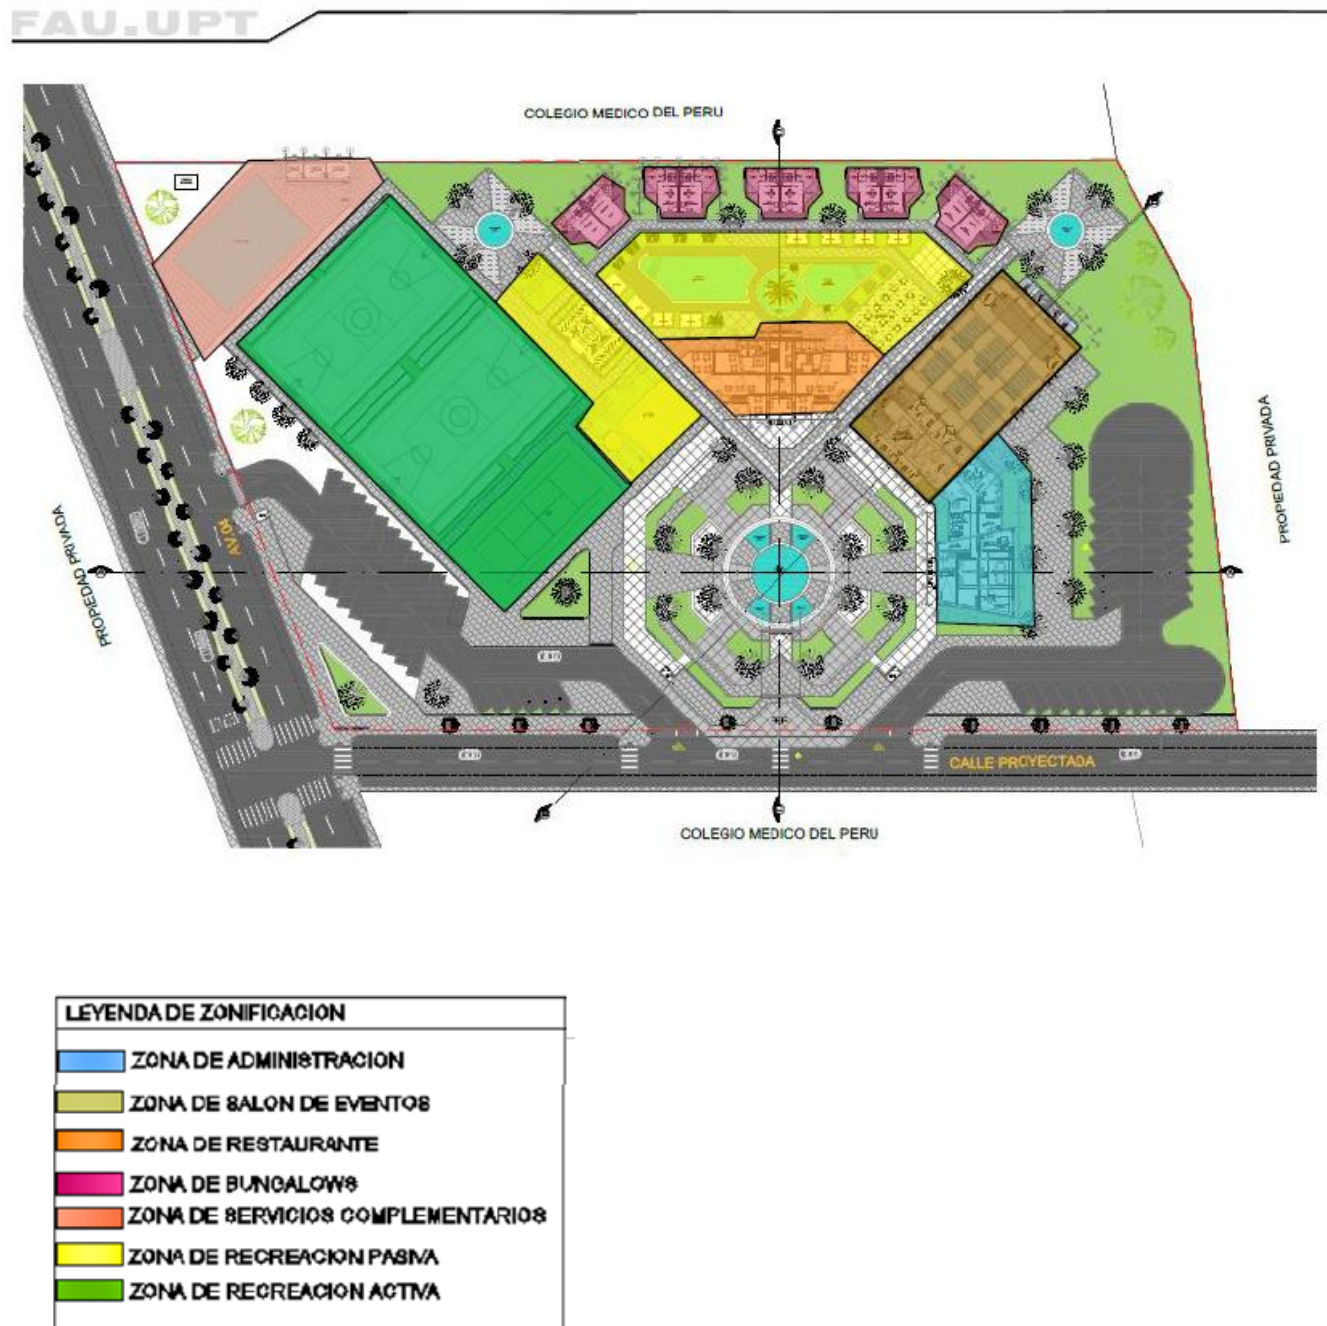 FAU.UPT
COLEGIO MEDICO DEL PERU
PROPIEDAD PRIVADA
PROPIEDAD PRIVADA
CALLE PROYECTADA
COLEGIO MEDICO DEL PERU
LEYENDA DE ZONIFICACION
ZONA DE ADMINISTRACION
ZONA DE SALON DE EVENTOS
ZONA DE RESTAURANTE
ZONA DE BUNGALOWS
ZONA DE SERVICIOS COMPLEMENTARIOS
ZONA DE RECREACION PASIVA
ZONA DE RECREACION ACTIVA